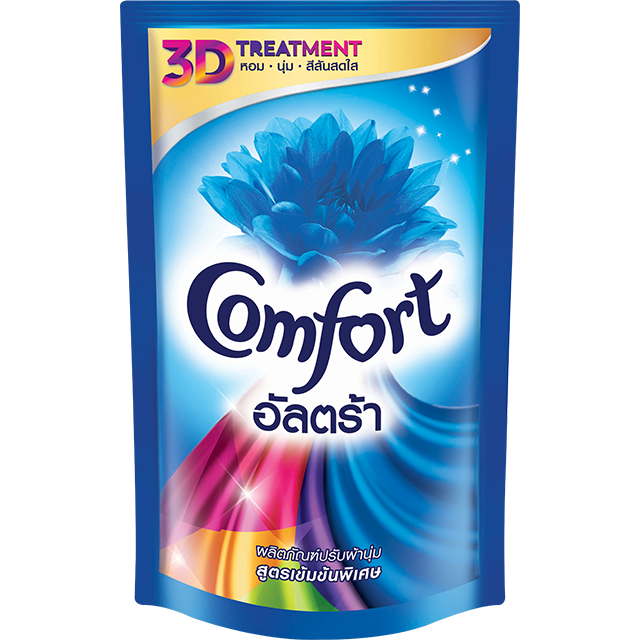 3D TREATMENT
หอม · นุ่ม · สีสันสดใส
Comfort
อัลตร้า
ผลิตภัณฑ์ปรับผ้านุ่ม
สูตรเข้มข้นพิเศษ